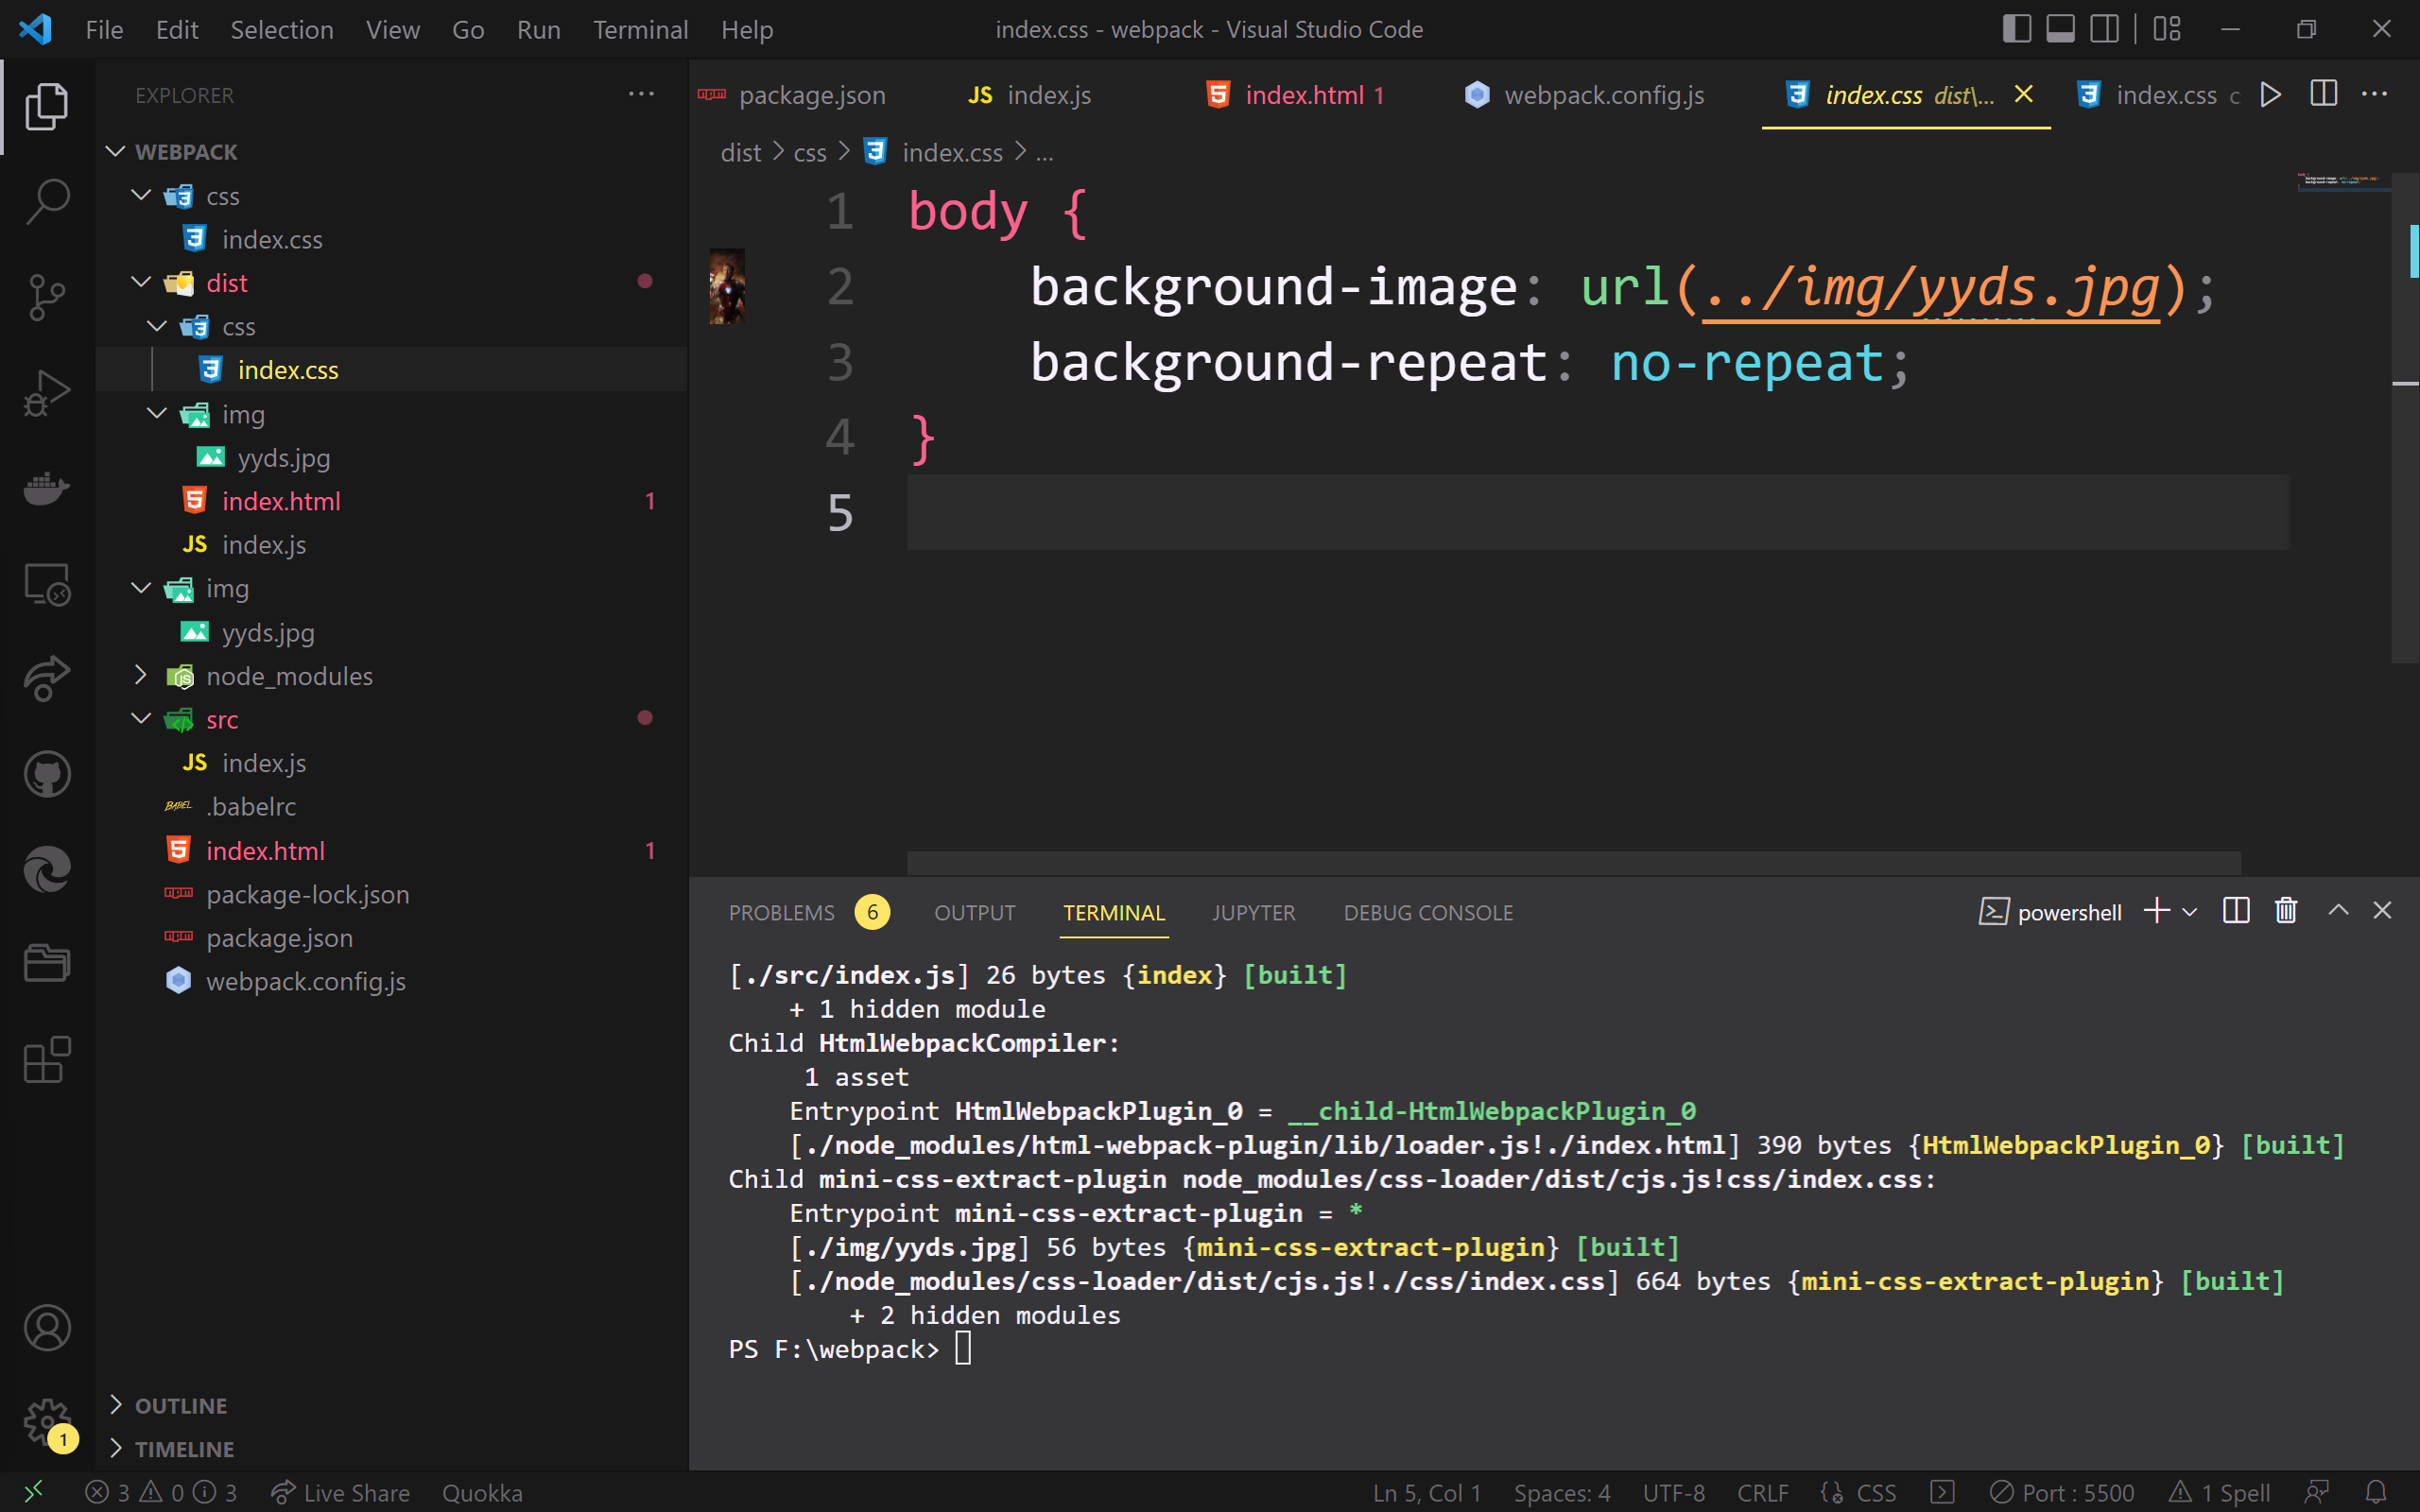 File Edit Selection View Go Run Terminal Help
index.css - webpack - Visual Studio Code
EXPLORER
WEBPACK
css
index.css
dist
css
index.css
img
yyds.jpg
index.html 1
JS index.js
img
yyds.jpg
node_modules
src
JS index.js
BABEL .babelrc
index.html 1
package-lock.json
package.json
webpack.config.js
OUTLINE
TIMELINE
1
package.json JS index.js index.html 1 webpack.config.js index.css dist\... index.css c
dist > css > index.css > ...
1 body {
2 background-image: url(../img/yyds.jpg);
3 background-repeat: no-repeat;
4 }
5
PROBLEMS 6 OUTPUT TERMINAL JUPYTER DEBUG CONSOLE
powershell
[./src/index.js] 26 bytes {index} [built]
+ 1 hidden module
Child HtmlWebpackCompiler:
1 asset
Entrypoint HtmlWebpackPlugin_0 = __child-HtmlWebpackPlugin_0
[./node_modules/html-webpack-plugin/lib/loader.js!./index.html] 390 bytes {HtmlWebpackPlugin_0} [built]
Child mini-css-extract-plugin node_modules/css-loader/dist/cjs.js!css/index.css:
Entrypoint mini-css-extract-plugin = *
[./img/yyds.jpg] 56 bytes {mini-css-extract-plugin} [built]
[./node_modules/css-loader/dist/cjs.js!./css/index.css] 664 bytes {mini-css-extract-plugin} [built]
+ 2 hidden modules
PS F:\webpack>
3 0 3 Live Share Quokka Ln 5, Col 1 Spaces: 4 UTF-8 CRLF CSS Port : 5500 1 Spell